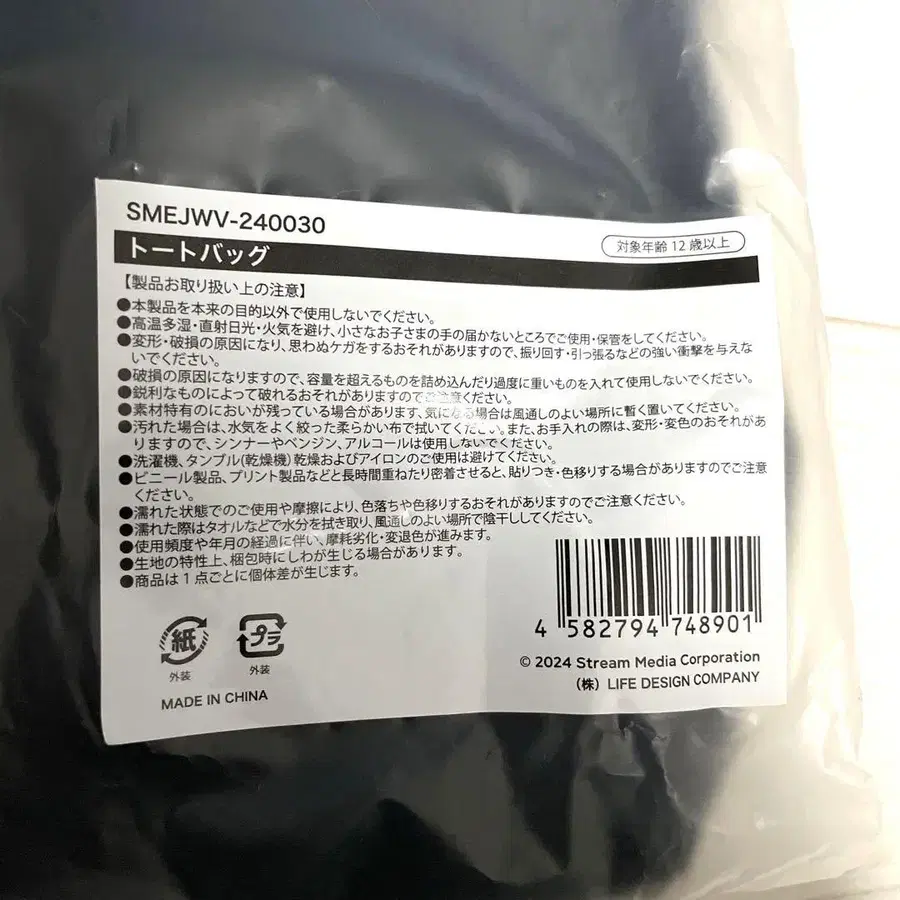 SMEJWV-240030
トートバッグ
対象年齢12歳以上
【製品お取り扱い上の注意】
●本製品を本来の目的以外で使用しないでください。
●高温多湿・直射日光・火気を避け、小さなお子さまの手の届かないところでご使用・保管をしてください。
●変形・破損の原因になり、思わぬケガをするおそれがありますので、振り回す・引っ張るなどの強い衝撃を与えな
いでください。
●破損の原因になりますので、容量を超えるものを詰め込んだり過度に重いものを入れて使用しないでください。
●鋭利なものによって破れるおそれがありますのでご注意ください。
●素材特有のにおいが残っている場合があります、気になる場合は風通しのよい場所に暫く置いてください。
●汚れた場合は、水気をよく絞った柔らかい布で拭いてください。また、お手入れの際は、変形・変色のおそれがあ
りますので、シンナーやベンジン、アルコールは使用しないでください。
●洗濯機、タンブル(乾燥機)乾燥およびアイロンのご使用は避けてください。
●ビニール製品、プリント製品などと長時間重ねたり密着させると、貼りつき・色移りする場合がありますのでご注意
ください。
●濡れた状態でのご使用や摩擦により、色落ちや色移りするおそれがありますのでご注意ください。
●濡れた際はタオルなどで水分を拭き取り、風通しのよい場所で陰干ししてください。
●使用頻度や年月の経過に伴い、摩耗劣化・変退色が進みます。
●生地の特性上、梱包時にしわが生じる場合があります。
●商品は1点ごとに個体差が生じます。
紙 プラ
外装 外装
MADE IN CHINA
4 582794 748901
© 2024 Stream Media Corporation
(株) LIFE DESIGN COMPANY